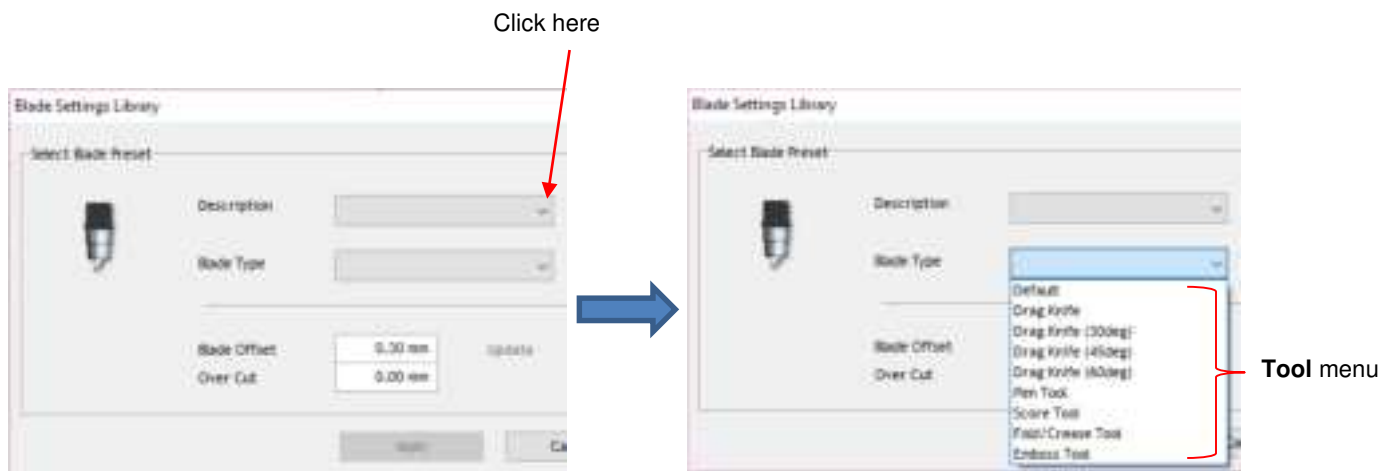 Click here
Blade Settings Library
Select Blade Preset
Description
Blade Type
Blade Offset
0.30 mm
Update
Over Cut
0.00 mm
Blade Settings Library
Select Blade Preset
Description
Blade Type
Default
Drag Knife
Drag Knife (30deg)
Drag Knife (45deg)
Drag Knife (60deg)
Pen Tool
Score Tool
Fold/Crease Tool
Emboss Tool
Blade Offset
Over Cut
Tool menu